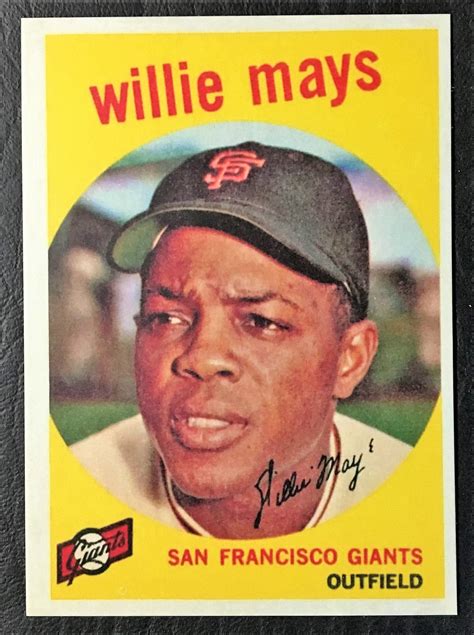 willie mays
SF
Willie Mays
Giants
SAN FRANCISCO GIANTS
OUTFIELD